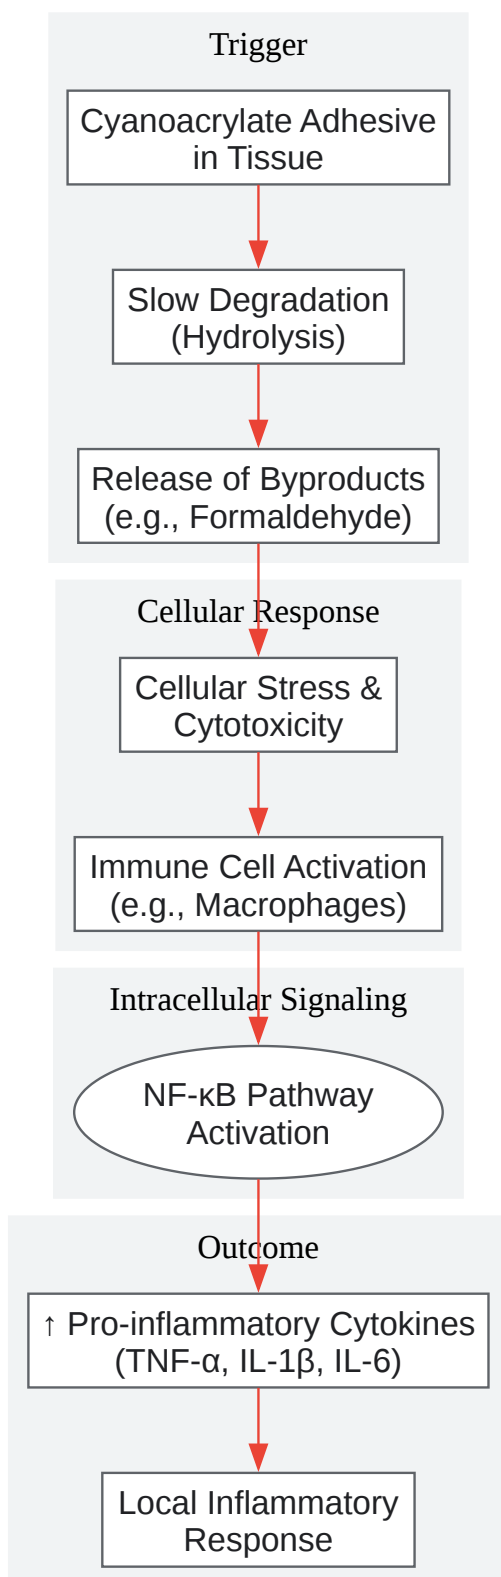 Trigger
Cyanoacrylate Adhesive
in Tissue
Slow Degradation
(Hydrolysis)
Release of Byproducts
(e.g., Formaldehyde)
Cellular Response
Cellular Stress &
Cytotoxicity
Immune Cell Activation
(e.g., Macrophages)
Intracellular Signaling
NF-κB Pathway
Activation
Outcome
↑ Pro-inflammatory Cytokines
(TNF-α, IL-1β, IL-6)
Local Inflammatory
Response